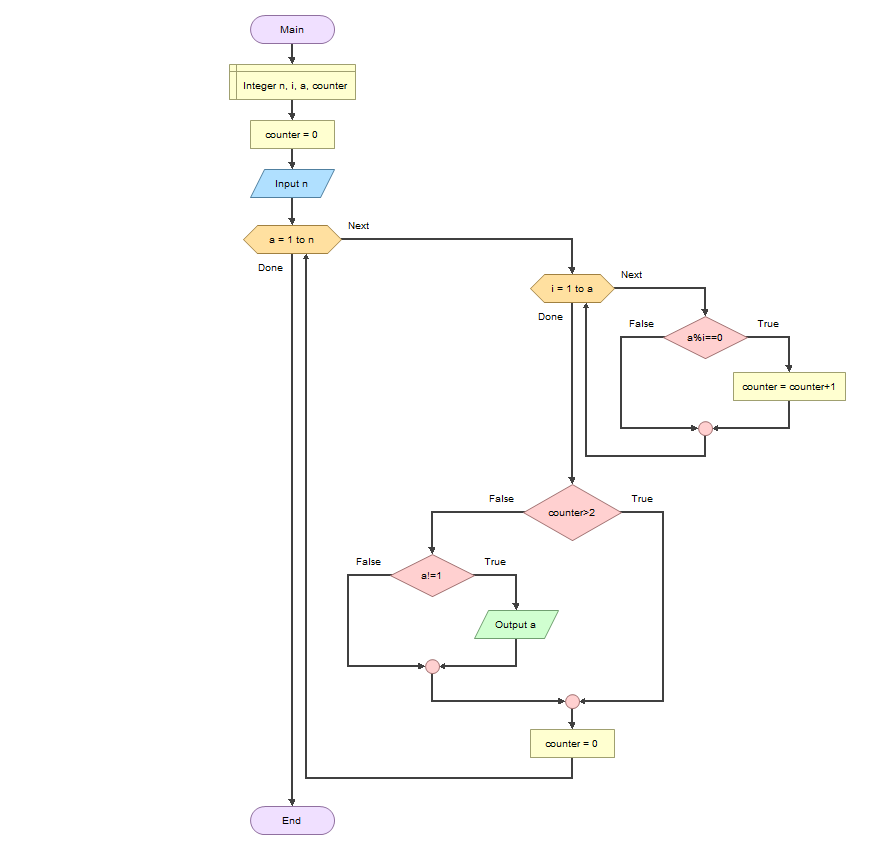 Main
Integer n, i, a, counter
counter = 0
Input n
a = 1 to n
Next
Done
i = 1 to a
Next
Done
a%i==0
False
True
counter = counter+1
counter>2
False
True
a!=1
False
True
Output a
counter = 0
End